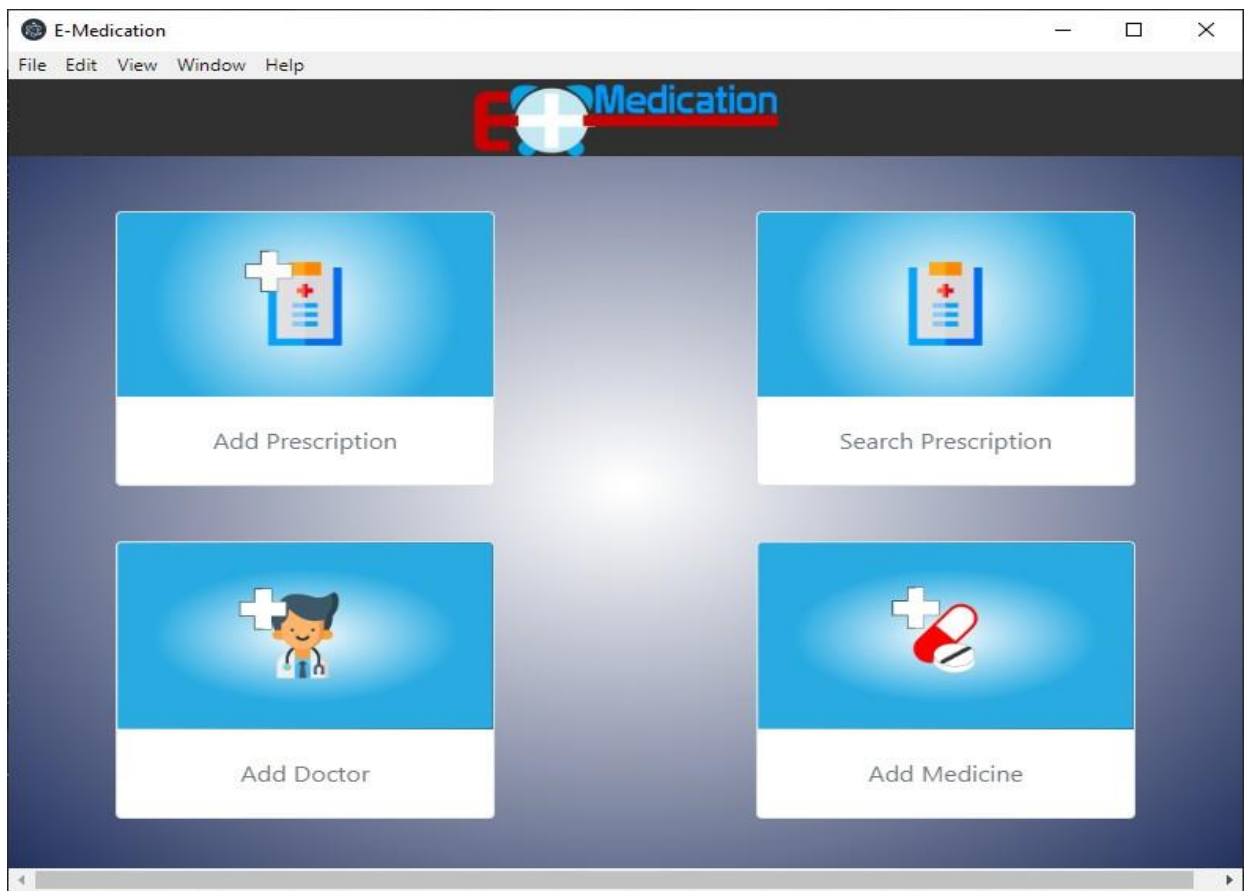 E-Medication
File Edit View Window Help
E Medication
Add Prescription
Search Prescription
Add Doctor
Add Medicine